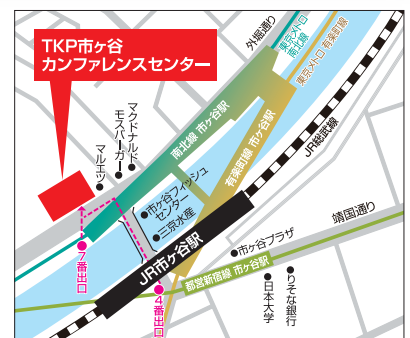 TKP市ヶ谷
カンファレンスセンター
外堀通り
東京メトロ
南北線
東京メトロ 有楽町線
マクドナルド
モスバーガー
マルエツ
南北線 市ヶ谷駅
有楽町線 市ヶ谷駅
JR総武線
市ヶ谷フィッシュ
センター
三京水産
靖国通り
JR市ヶ谷駅
市ヶ谷プラザ
都営新宿線 市ヶ谷駅
7番出口
4番出口
日本大学
りそな銀行